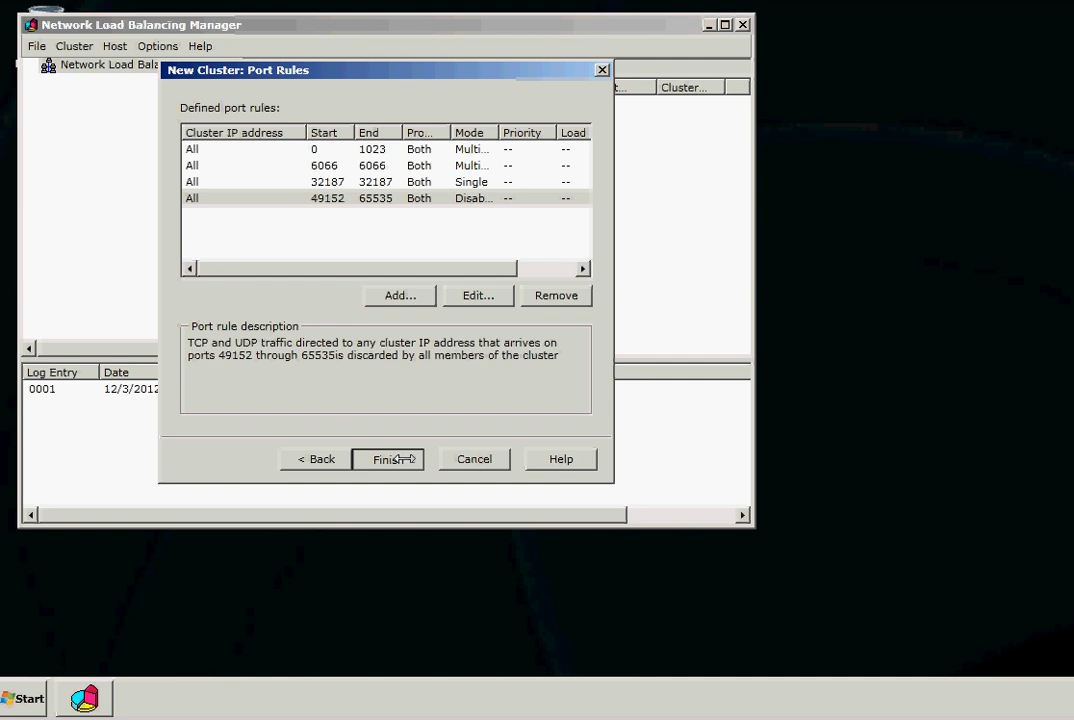 Network Load Balancing Manager
File Cluster Host Options Help
Network Load Bala
New Cluster: Port Rules
t... Cluster...
Defined port rules:
Cluster IP address Start End Pro... Mode Priority Load
All 0 1023 Both Multi... -- --
All 6066 6066 Both Multi... -- --
All 32187 32187 Both Single -- --
All 49152 65535 Both Disab... -- --
Add... Edit... Remove
Port rule description
TCP and UDP traffic directed to any cluster IP address that arrives on
ports 49152 through 65535is discarded by all members of the cluster
Log Entry Date
0001 12/3/2012
< Back Finish Cancel Help
Start